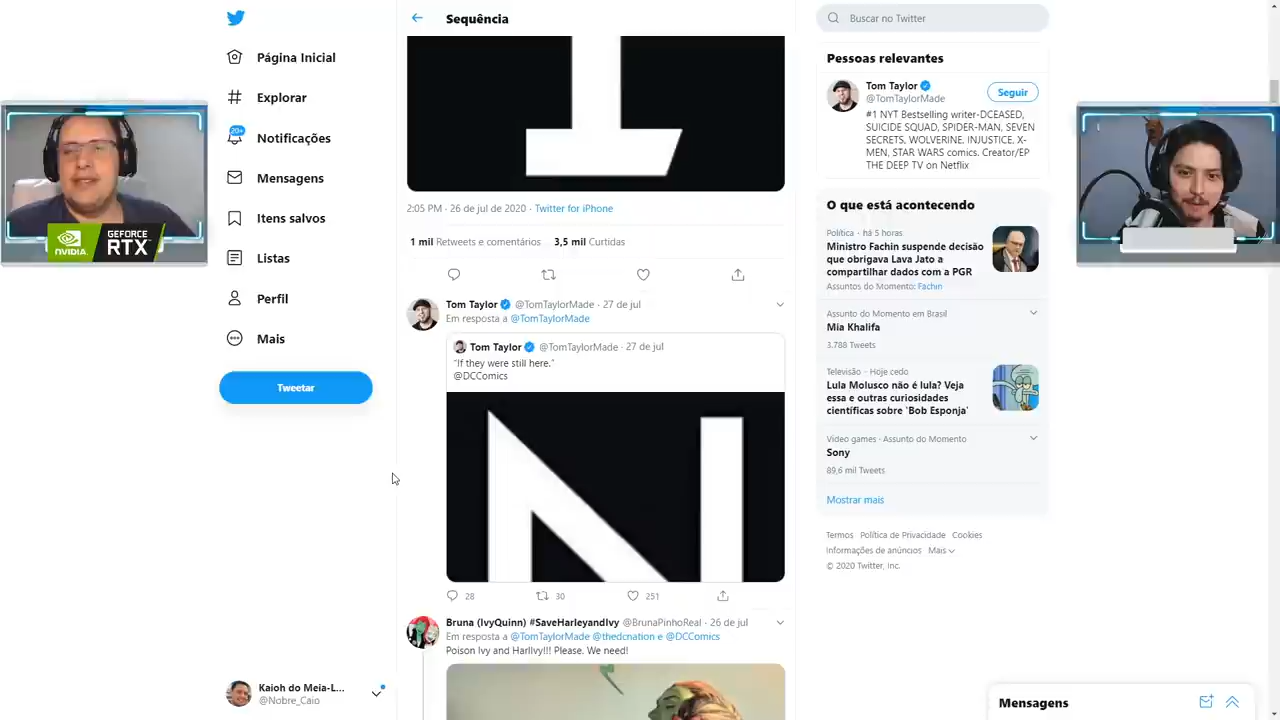 Página Inicial
Explorar
20+
Notificações
Mensagens
Itens salvos
Listas
Perfil
Mais
Tweetar
Kaioh do Meia-L...
@Nobre_Caio
NVIDIA.
GEFORCE
RTX
Sequência
2:05 PM · 26 de jul de 2020 · Twitter for iPhone
1 mil Retweets e comentários 3,5 mil Curtidas
Tom Taylor @TomTaylorMade · 27 de jul
Em resposta a @TomTaylorMade
Tom Taylor @TomTaylorMade · 27 de jul
“If they were still here.”
@DCComics
N
28 30 251
Bruna (IvyQuinn) #SaveHarleyandIvy @BrunaPinhoReal · 26 de jul
Em resposta a @TomTaylorMade @thedcnation e @DCComics
Poison Ivy and HarlIvy!!! Please. We need!
Buscar no Twitter
Pessoas relevantes
Tom Taylor
@TomTaylorMade
Seguir
#1 NYT Bestselling writer-DCEASED,
SUICIDE SQUAD, SPIDER-MAN, SEVEN
SECRETS, WOLVERINE, INJUSTICE, X-
MEN, STAR WARS comics. Creator/EP
THE DEEP TV on Netflix
O que está acontecendo
Política · há 5 horas
Ministro Fachin suspende decisão
que obrigava Lava Jato a
compartilhar dados com a PGR
Assuntos do Momento: Fachin
Assunto do Momento em Brasil
Mia Khalifa
3.788 Tweets
Televisão · Hoje cedo
Lula Molusco não é lula? Veja
essa e outras curiosidades
científicas sobre 'Bob Esponja'
Video games · Assunto do Momento
Sony
89,6 mil Tweets
Mostrar mais
Termos Política de Privacidade Cookies
Informações de anúncios Mais
© 2020 Twitter, Inc.
Mensagens